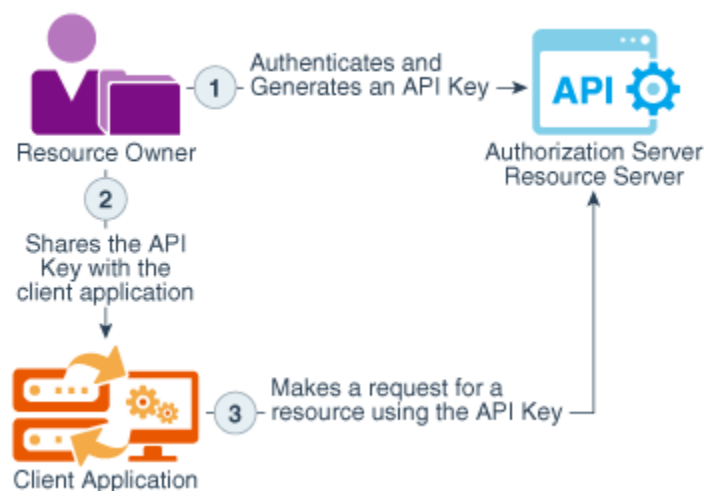 1
Authenticates and
Generates an API Key
API
Resource Owner
Authorization Server
Resource Server
2
Shares the API
Key with the
client application
3
Makes a request for a
resource using the API Key
Client Application